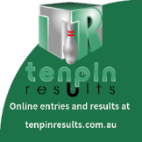 TR
tenpin
results
Online entries and results at
tenpinresults.com.au